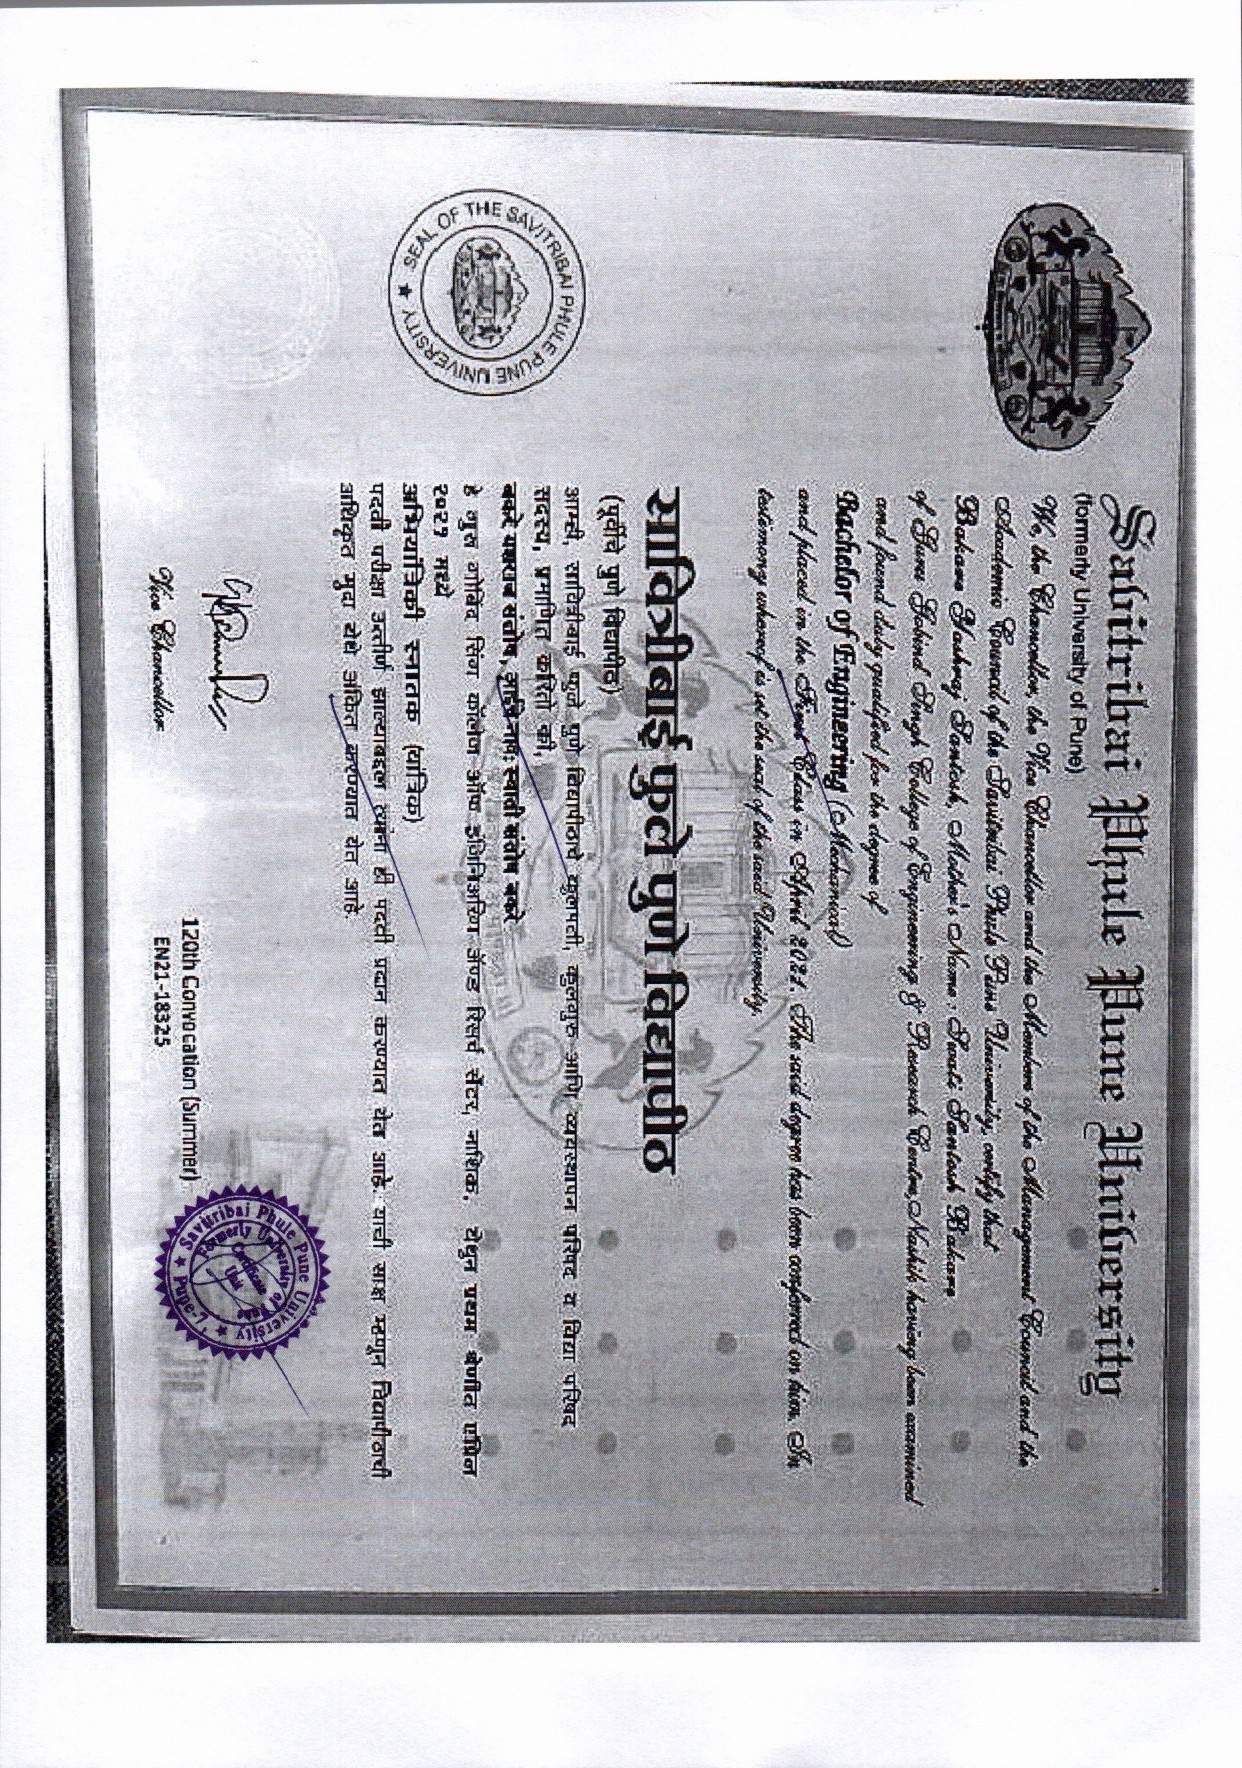 Savitribai Phule Pune University
(formerly University of Pune)
We, the Chancellor, the Vice Chancellor and the Members of the Management Council and the
Academic Council of the Savitribai Phule Pune University, certify that
Bakare Yashraj Santosh, Mother's Name : Swati Santosh Bakare
of Guru Gobind Singh College of Engineering & Research Center, Nashik having been examined
and found duly qualified for the degree of
Bachelor of Engineering (Mechanical)
and placed in the First Class in April 2021. The said degree has been conferred on him. In
testimony whereof is set the seal of the said University.
सावित्रीबाई फुले पुणे विद्यापीठ
(पूर्वीचे पुणे विद्यापीठ)
आम्ही, सावित्रीबाई फुले पुणे विद्यापीठाचे कुलपती, कुलगुरु आणि व्यवस्थापन परिषद व विद्या परिषद
सदस्य, प्रमाणित करितो की,
बकरे यशराज संतोष, आईचे नाव: स्वाती संतोष बकरे
हे गुरु गोबिंद सिंग कॉलेज ऑफ इंजिनिअरिंग अँण्ड रिसर्च सेंटर, नाशिक, येथून प्रथम श्रेणीत एप्रिल
२०२१ मध्ये
अभियांत्रिकी स्नातक (यांत्रिक)
पदवी परीक्षा उत्तीर्ण झाल्याबद्दल त्यांना ही पदवी प्रदान करण्यात येत आहे. याची साक्ष म्हणून विद्यापीठाची
अधिकृत मुद्रा येथे अंकित करण्यात येत आहे.
SEAL OF THE SAVITRIBAI PHULE PUNE UNIVERSITY
Vice Chancellor
120th Convocation (Summer)
EN21-18325
Savitribai Phule Pune University
Formerly University of Pune
Certificate
Unit
Pune-7.